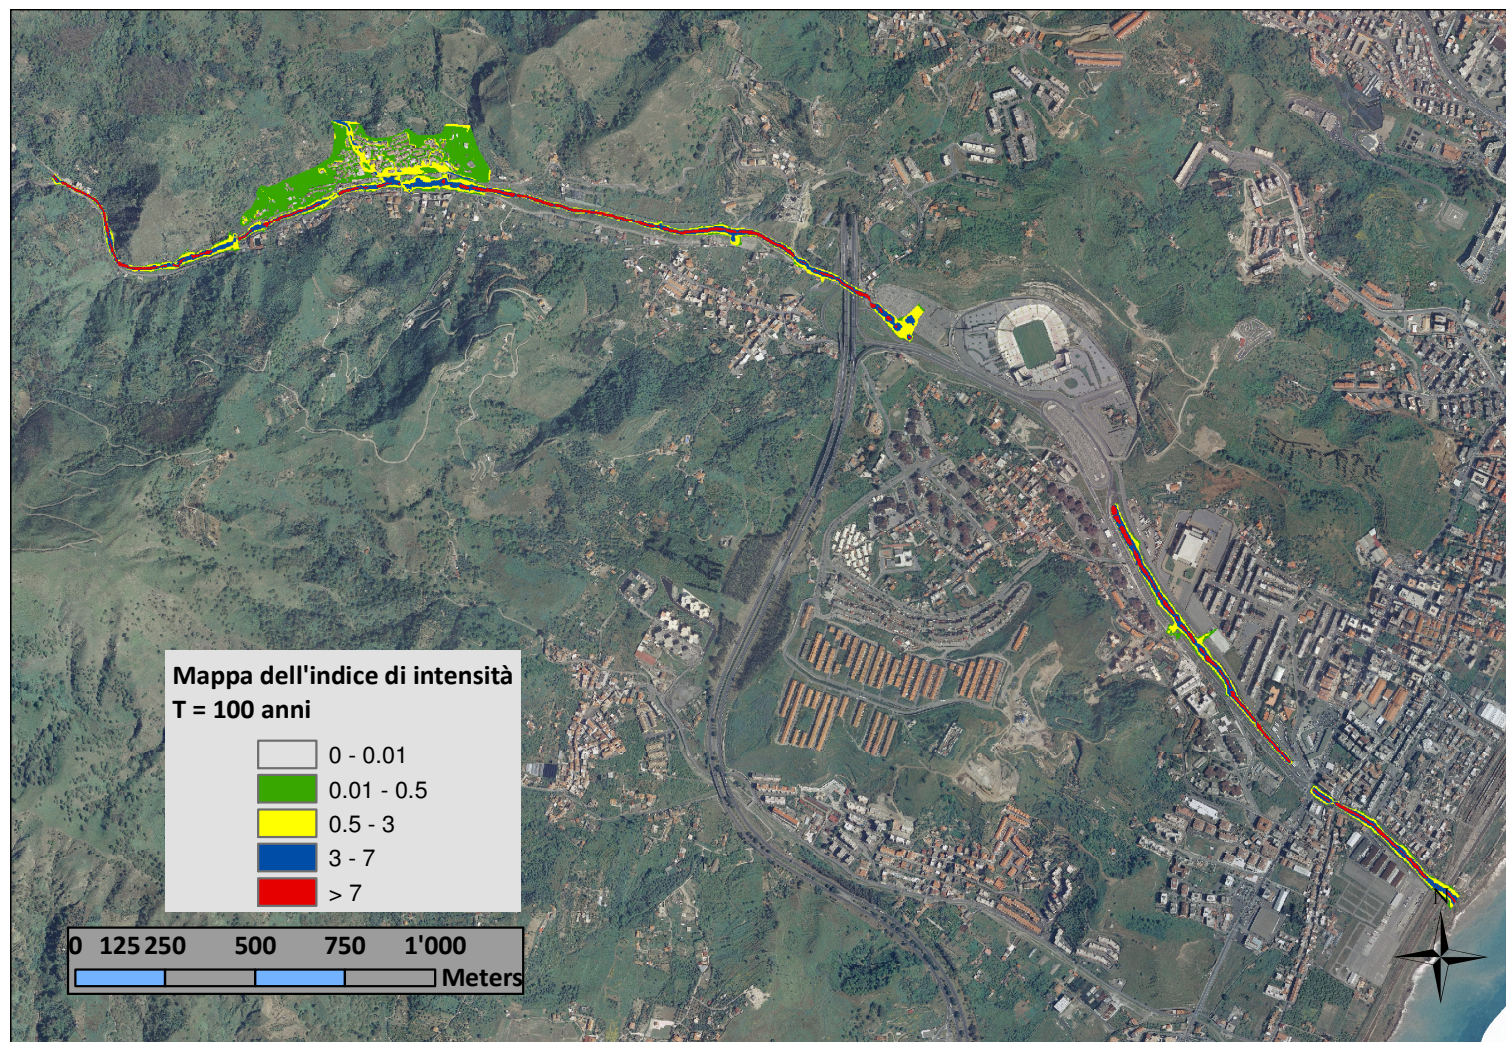 Mappa dell'indice di intensità
T = 100 anni
0 - 0.01
0.01 - 0.5
0.5 - 3
3 - 7
> 7
0 125 250 500 750 1'000
Meters
N